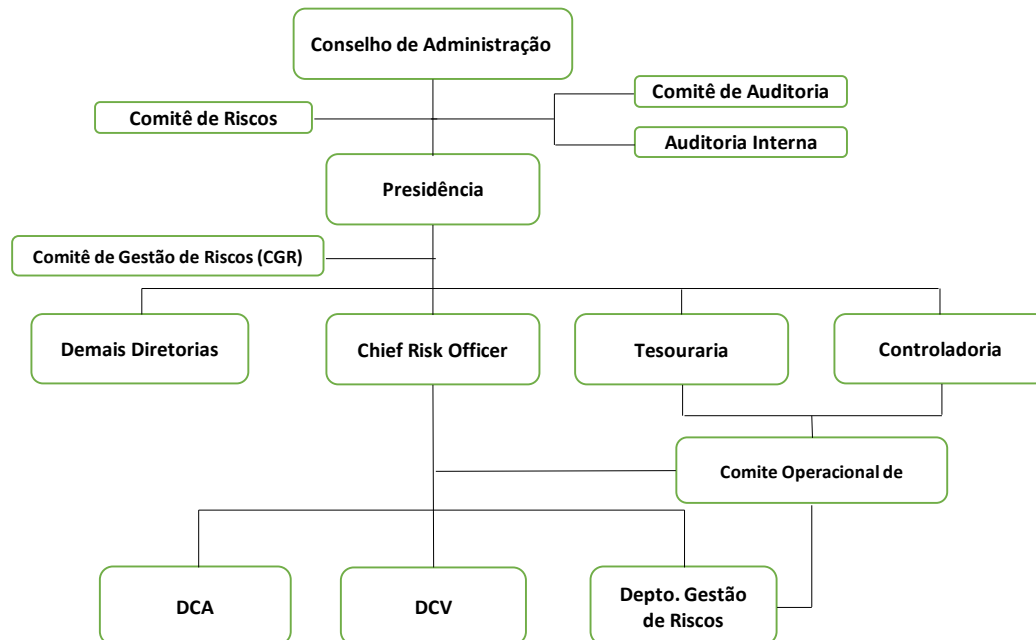 Conselho de Administração
Comitê de Auditoria
Comitê de Riscos
Auditoria Interna
Presidência
Comitê de Gestão de Riscos (CGR)
Demais Diretorias
Chief Risk Officer
Tesouraria
Controladoria
Comite Operacional de
DCA
DCV
Depto. Gestão
de Riscos